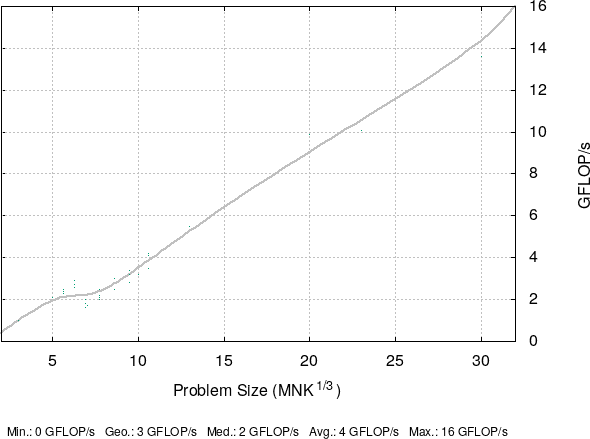 16
14
12
10
8
6
4
2
0
GFLOP/s
5 10 15 20 25 30
Problem Size (MNK^1/3)
Min.: 0 GFLOP/s Geo.: 3 GFLOP/s Med.: 2 GFLOP/s Avg.: 4 GFLOP/s Max.: 16 GFLOP/s